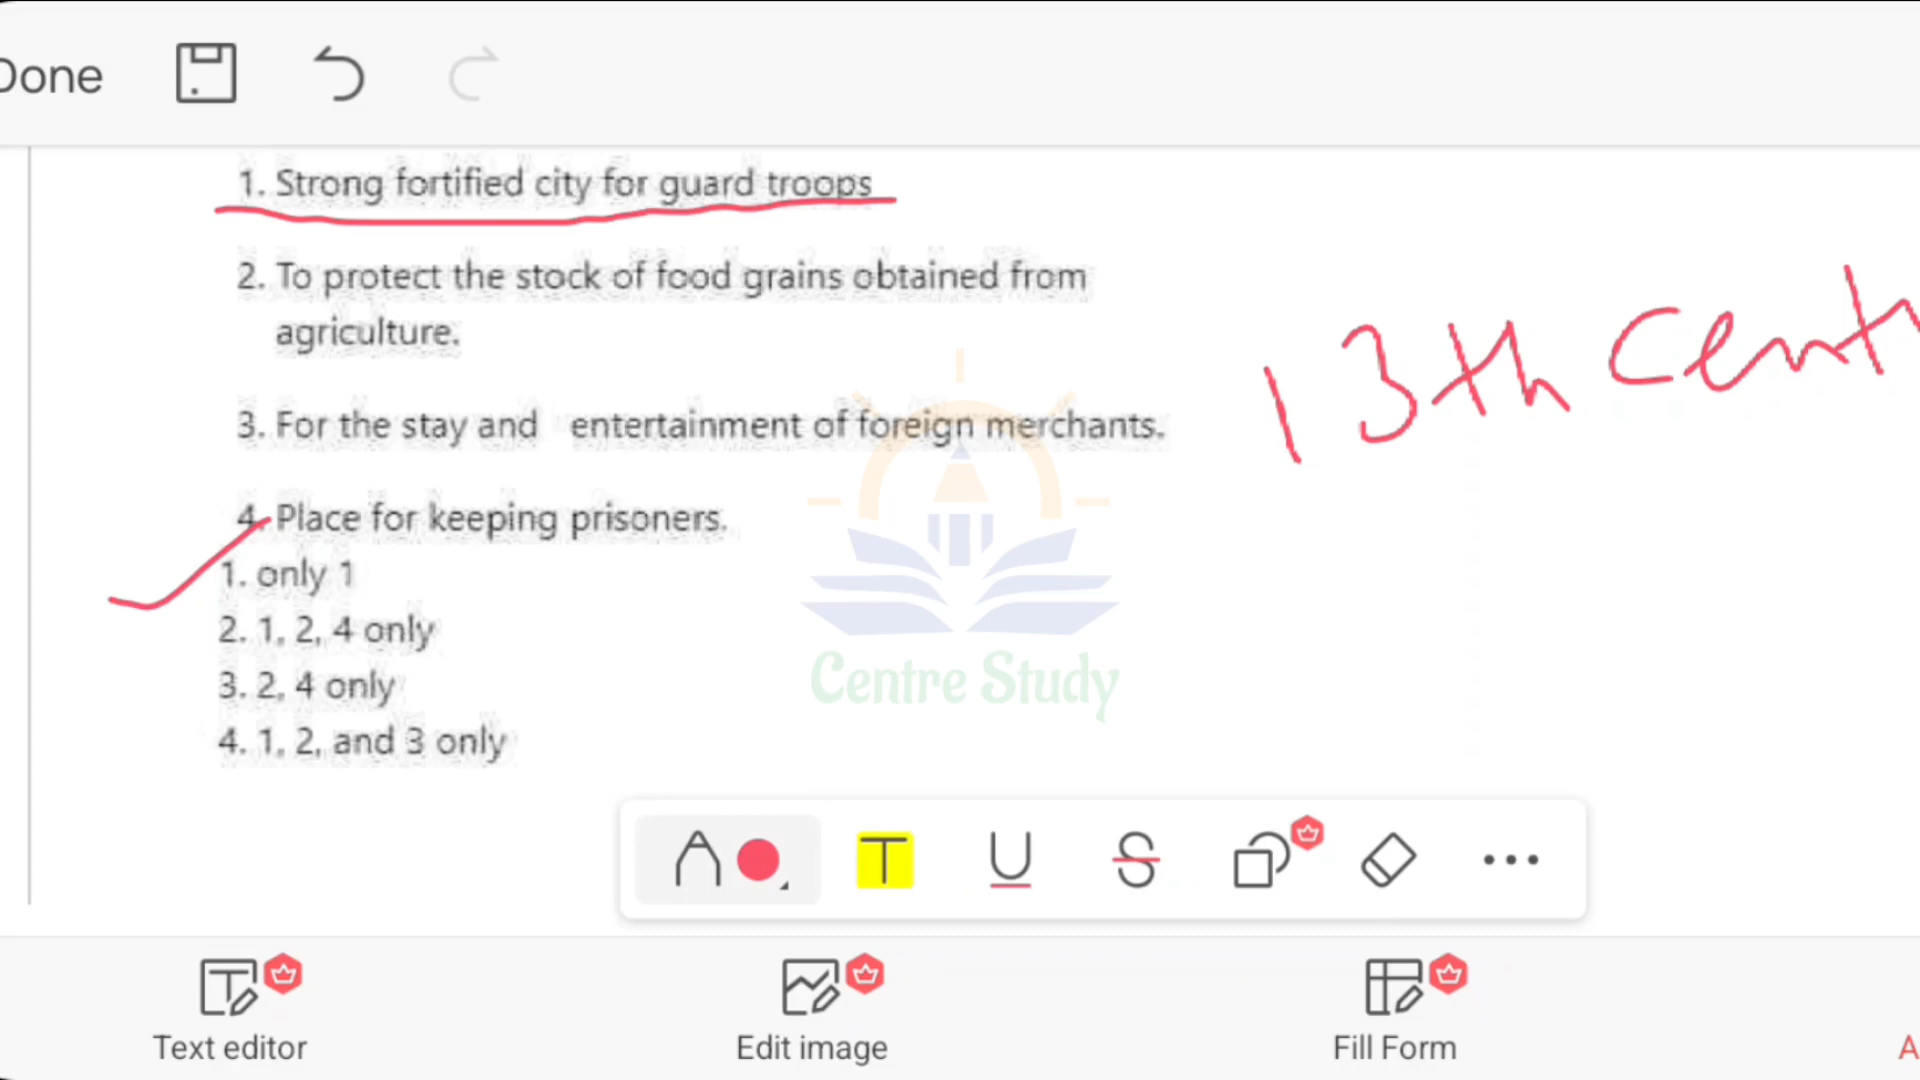 Done
1. Strong fortified city for guard troops
2. To protect the stock of food grains obtained from
agriculture.
13th cent
3. For the stay and entertainment of foreign merchants.
4. Place for keeping prisoners.
1. only 1
2. 1, 2, 4 only
3. 2, 4 only
4. 1, 2, and 3 only
Centre Study
Text editor
Edit image
Fill Form
A